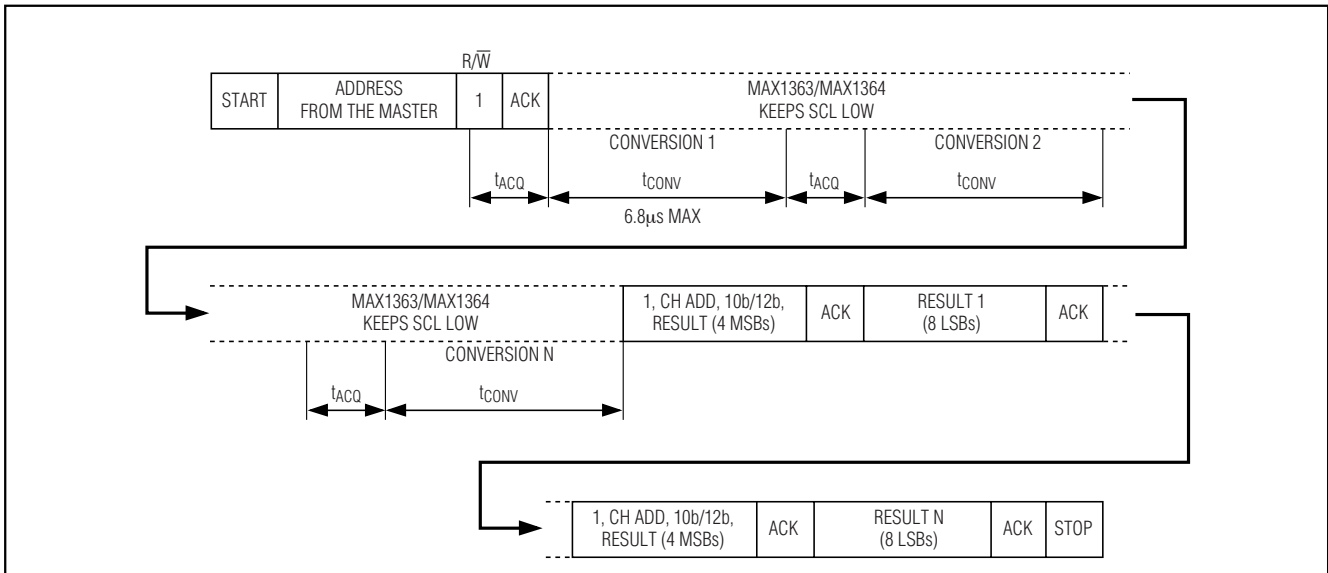 R/W̅
START
ADDRESS
FROM THE MASTER
1
ACK
MAX1363/MAX1364
KEEPS SCL LOW
CONVERSION 1
CONVERSION 2
tACQ
tCONV
tACQ
tCONV
6.8µs MAX
MAX1363/MAX1364
KEEPS SCL LOW
1, CH ADD, 10b/12b,
RESULT (4 MSBs)
ACK
RESULT 1
(8 LSBs)
ACK
CONVERSION N
tACQ
tCONV
1, CH ADD, 10b/12b,
RESULT (4 MSBs)
ACK
RESULT N
(8 LSBs)
ACK
STOP